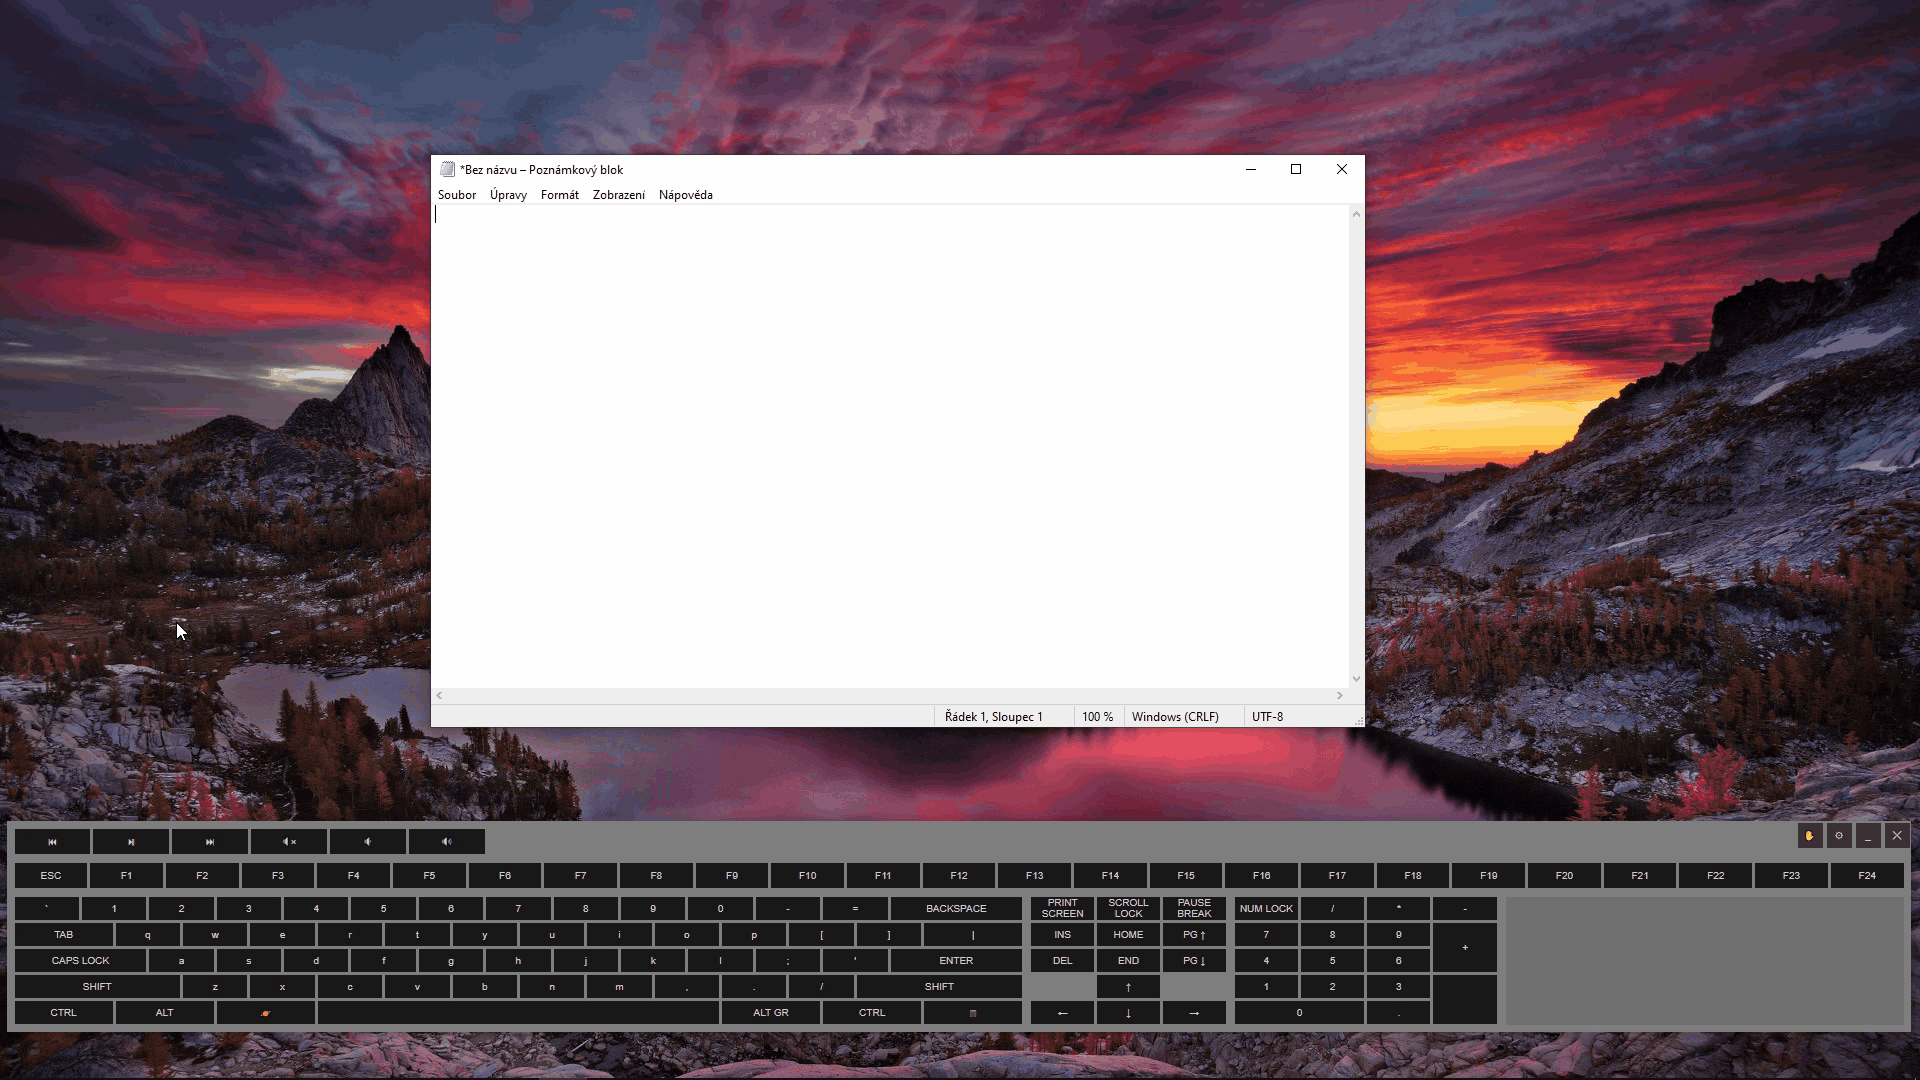 *Bez názvu – Poznámkový blok
Soubor Úpravy Formát Zobrazení Nápověda
Řádek 1, Sloupec 1 100 % Windows (CRLF) UTF-8
ESC F1 F2 F3 F4 F5 F6 F7 F8 F9 F10 F11 F12 F13 F14 F15 F16 F17 F18 F19 F20 F21 F22 F23 F24
` 1 2 3 4 5 6 7 8 9 0 - = BACKSPACE PRINT SCREEN SCROLL LOCK PAUSE BREAK NUM LOCK / * -
TAB q w e r t y u i o p [ ] | INS HOME PG ↑ 7 8 9 +
CAPS LOCK a s d f g h j k l ; ' ENTER DEL END PG ↓ 4 5 6
SHIFT z x c v b n m , . / SHIFT ↑ 1 2 3
CTRL ALT ALT GR CTRL ← ↓ → 0 .